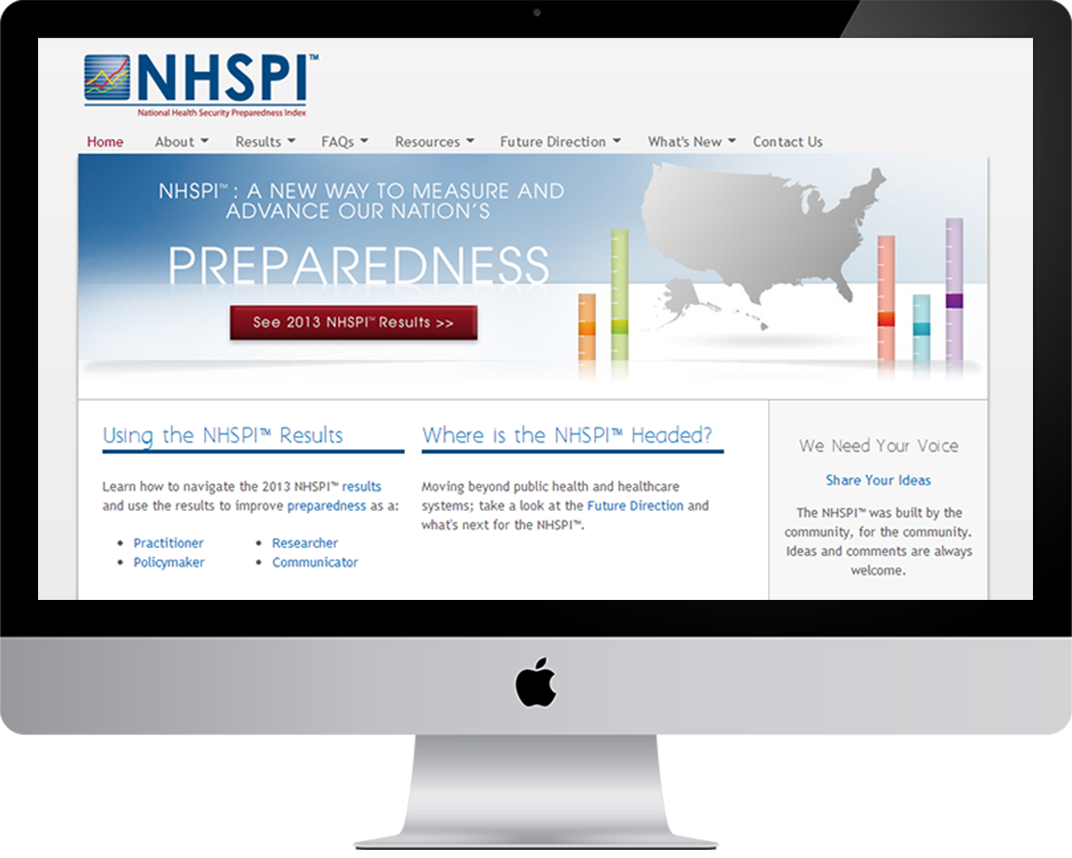 NHSPI™
National Health Security Preparedness Index
Home About Results FAQs Resources Future Direction What's New Contact Us
NHSPI™ : A NEW WAY TO MEASURE AND
ADVANCE OUR NATION'S
PREPAREDNESS
See 2013 NHSPI™ Results >>
Using the NHSPI™ Results
Learn how to navigate the 2013 NHSPI™ results
and use the results to improve preparedness as a:
• Practitioner
• Policymaker
• Researcher
• Communicator
Where is the NHSPI™ Headed?
Moving beyond public health and healthcare
systems; take a look at the Future Direction and
what's next for the NHSPI™.
We Need Your Voice
Share Your Ideas
The NHSPI™ was built by the
community, for the community.
Ideas and comments are always
welcome.